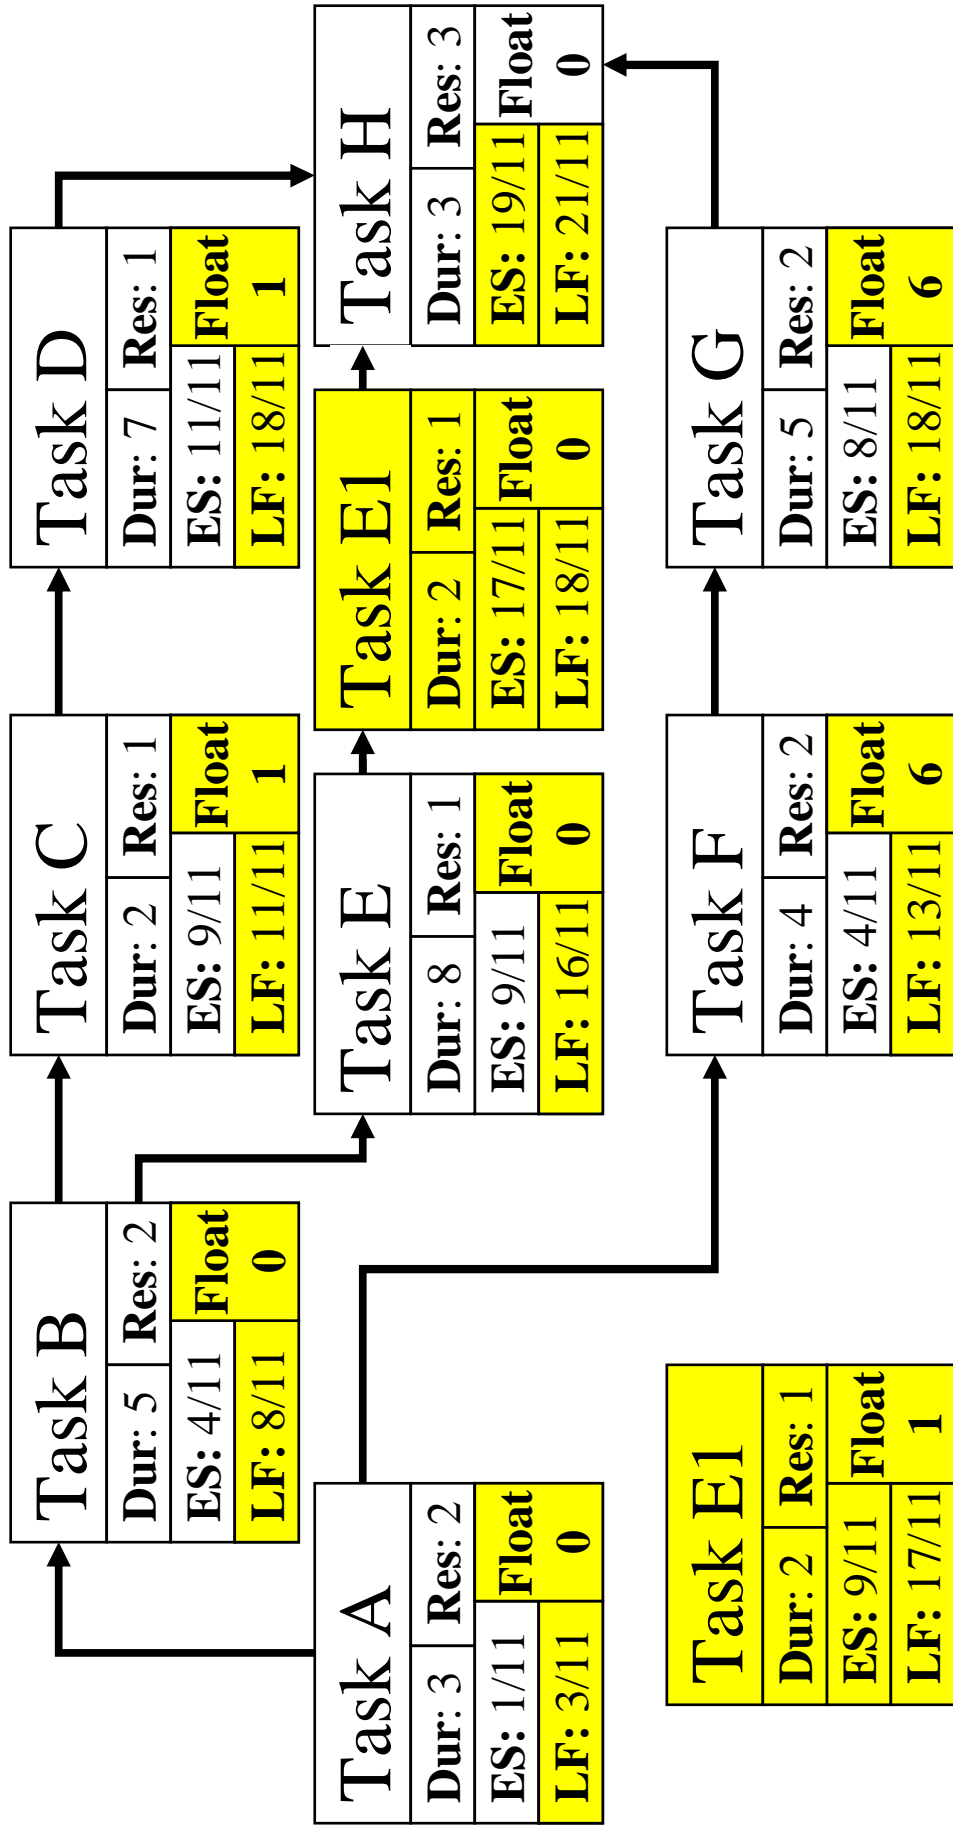 Task B
Dur: 5 Res: 2
ES: 4/11 Float
LF: 8/11 0
Task C
Dur: 2 Res: 1
ES: 9/11 Float
LF: 11/11 1
Task D
Dur: 7 Res: 1
ES: 11/11 Float
LF: 18/11 1
Task A
Dur: 3 Res: 2
ES: 1/11 Float
LF: 3/11 0
Task E
Dur: 8 Res: 1
ES: 9/11 Float
LF: 16/11 0
Task E1
Dur: 2 Res: 1
ES: 17/11 Float
LF: 18/11 0
Task H
Dur: 3 Res: 3
ES: 19/11 Float
LF: 21/11 0
Task E1
Dur: 2 Res: 1
ES: 9/11 Float
LF: 17/11 1
Task F
Dur: 4 Res: 2
ES: 4/11 Float
LF: 13/11 6
Task G
Dur: 5 Res: 2
ES: 8/11 Float
LF: 18/11 6